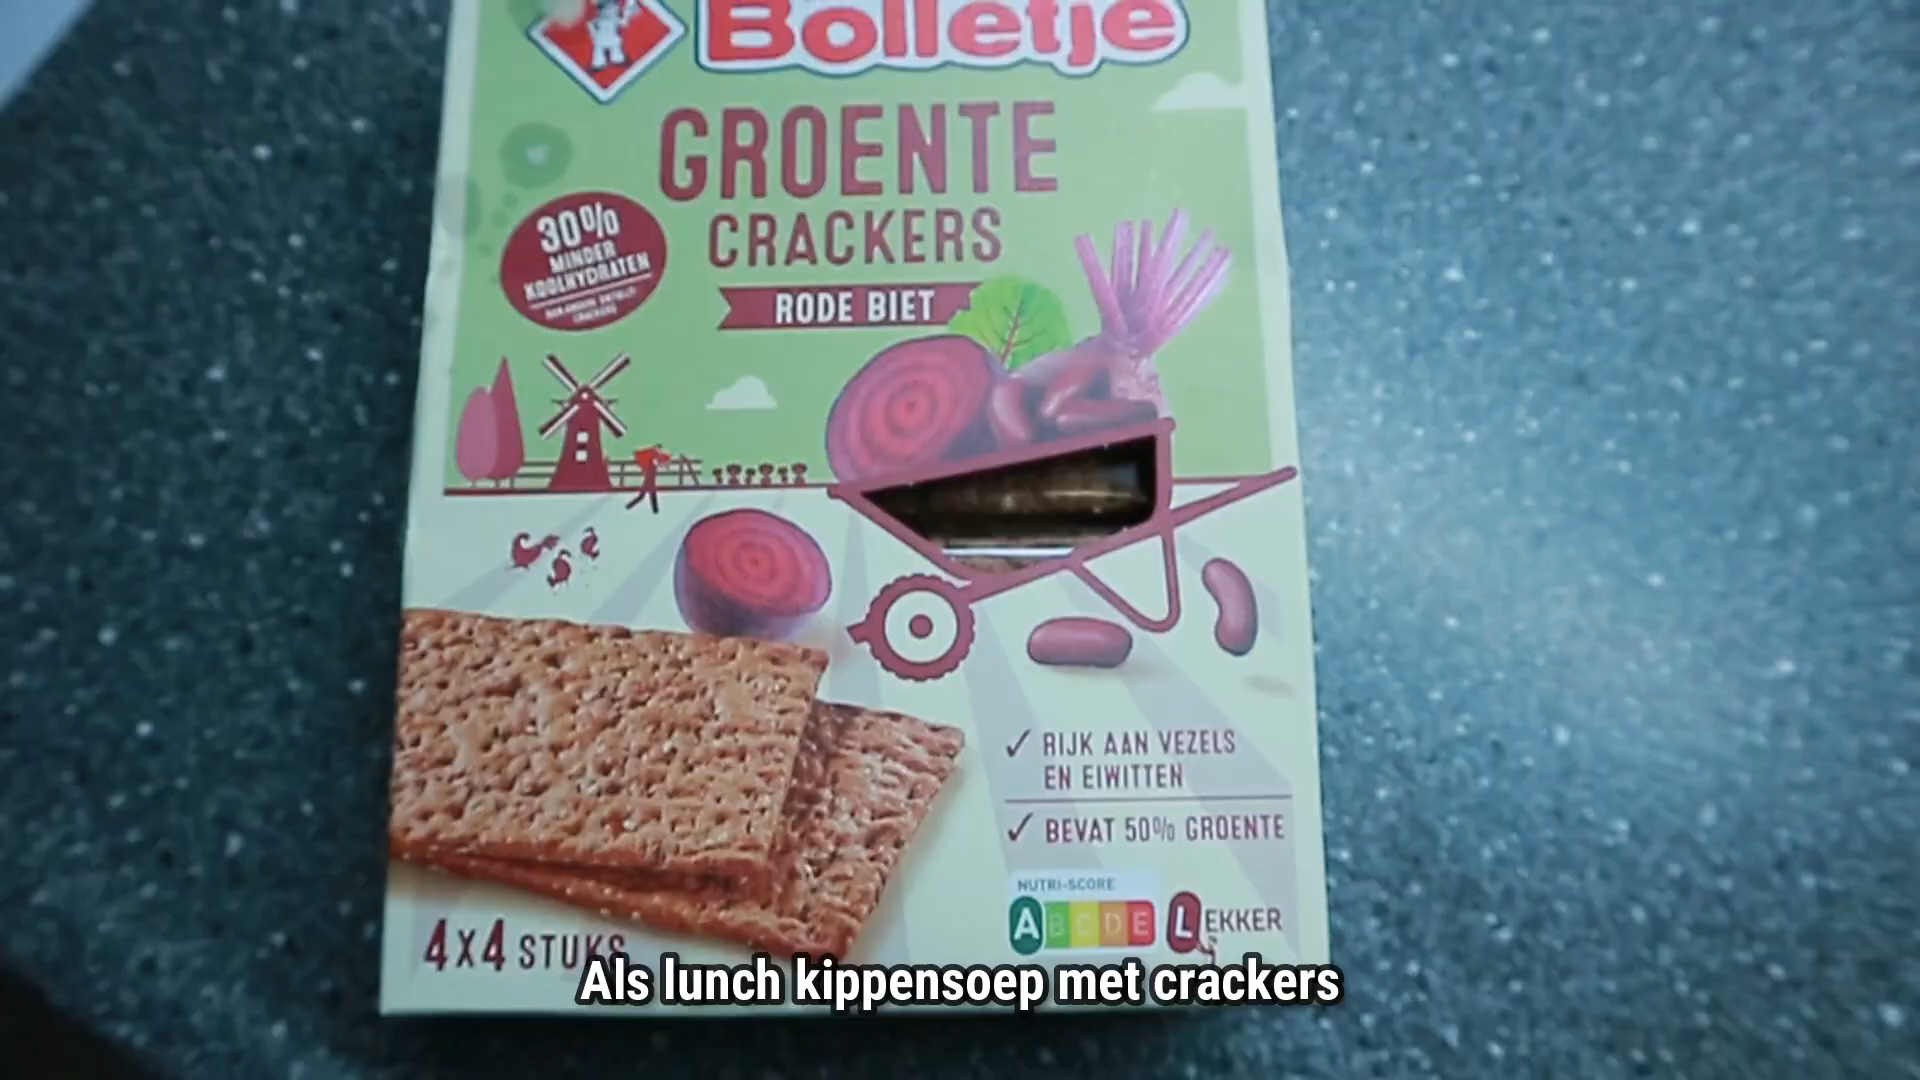 Bolletje
GROENTE
CRACKERS
30%
MINDER
KOOLHYDRATEN
CRACKERS
RODE BIET
✓ RIJK AAN VEZELS
EN EIWITTEN
✓ BEVAT 50% GROENTE
NUTRI-SCORE
A B C D E
LEKKER
4X4 STUKS
Als lunch kippensoep met crackers